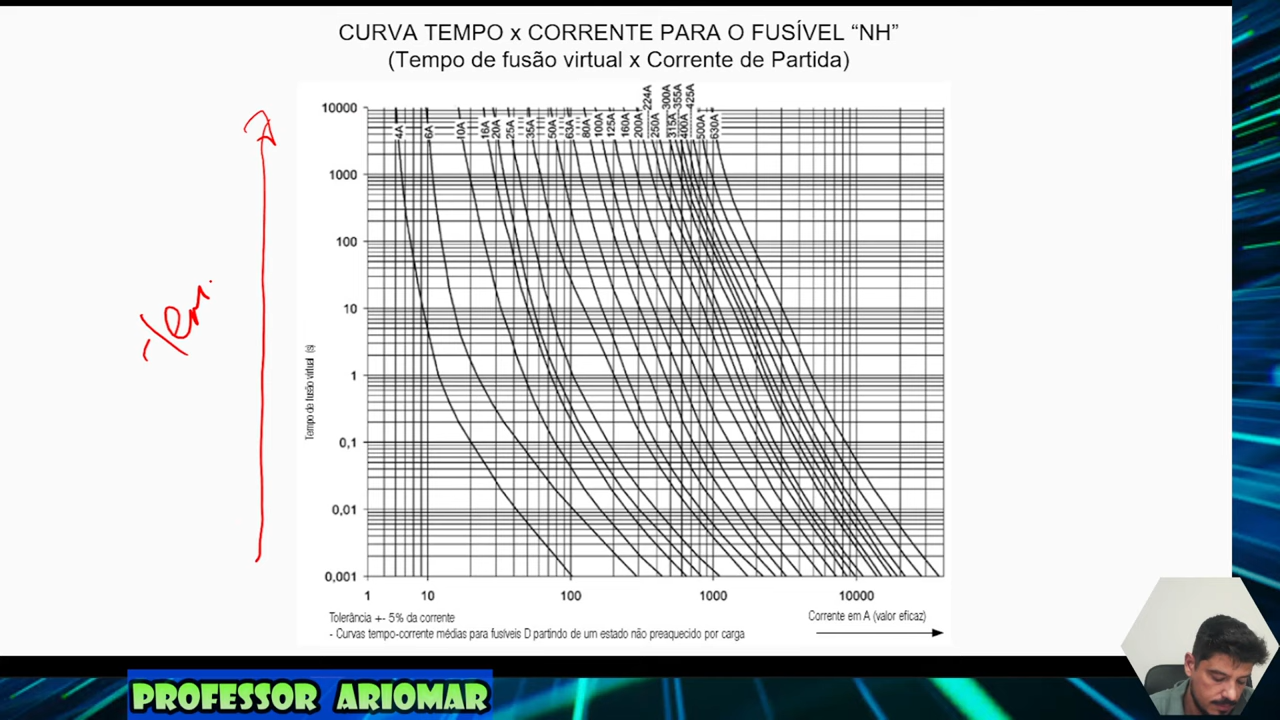 CURVA TEMPO x CORRENTE PARA O FUSÍVEL “NH”
(Tempo de fusão virtual x Corrente de Partida)
224A 300A 355A 425A
4A 6A 10A 16A 20A 25A 35A 50A 63A 80A 100A 125A 160A 200A 250A 315A 400A 500A 630A
10000
1000
100
10
1
0,1
0,01
0,001
Tempo de fusão virtual (s)
Tem.
1 10 100 1000 10000
Tolerância +- 5% da corrente
Corrente em A (valor eficaz)
- Curvas tempo-corrente médias para fusíveis D partindo de um estado não preaquecido por carga
PROFESSOR ARIOMAR